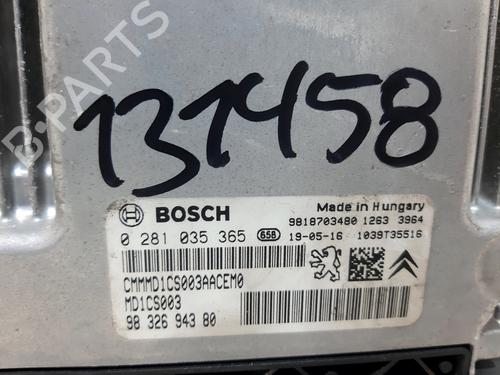 B-PARTS
131458
BOSCH
Made in Hungary
9818703480 1263 3964
0 281 035 365 658 19-05-16 1039T35516
CMMMD1CS003AACEM0
MD1CS003
98 326 943 80